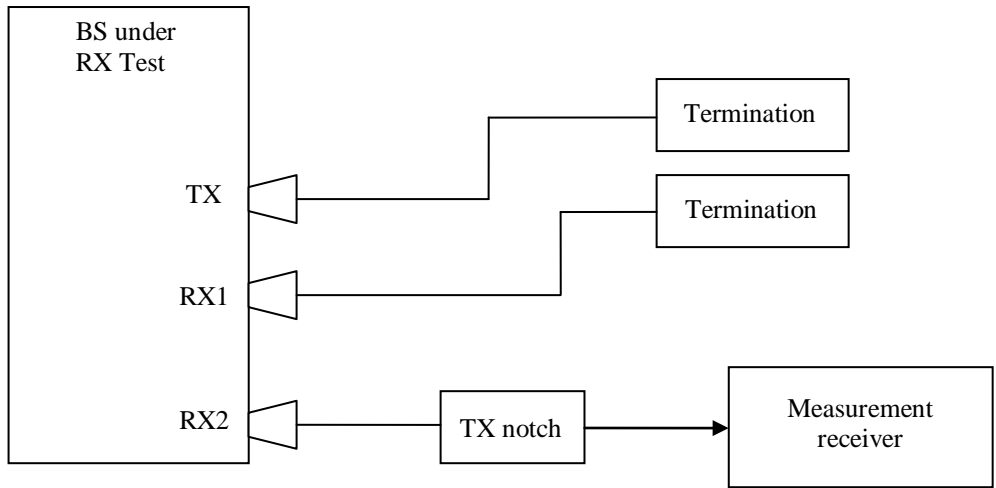 BS under
RX Test
Termination
TX
Termination
RX1
RX2
TX notch
Measurement
receiver